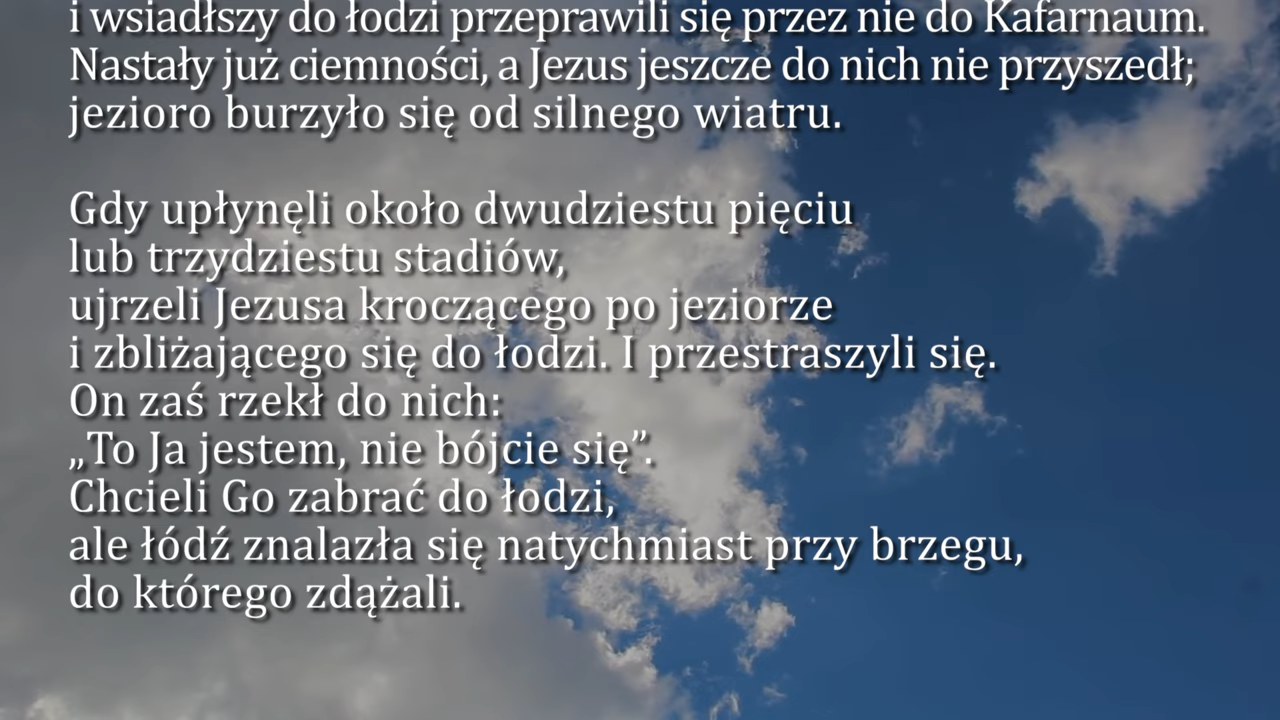 i wsiadłszy do łodzi przeprawili się przez nie do Kafarnaum.
Nastały już ciemności, a Jezus jeszcze do nich nie przyszedł;
jezioro burzyło się od silnego wiatru.
Gdy upłynęli około dwudziestu pięciu
lub trzydziestu stadiów,
ujrzeli Jezusa kroczącego po jeziorze
i zbliżającego się do łodzi. I przestraszyli się.
On zaś rzekł do nich:
„To Ja jestem, nie bójcie się”.
Chcieli Go zabrać do łodzi,
ale łódź znalazła się natychmiast przy brzegu,
do którego zdążali.